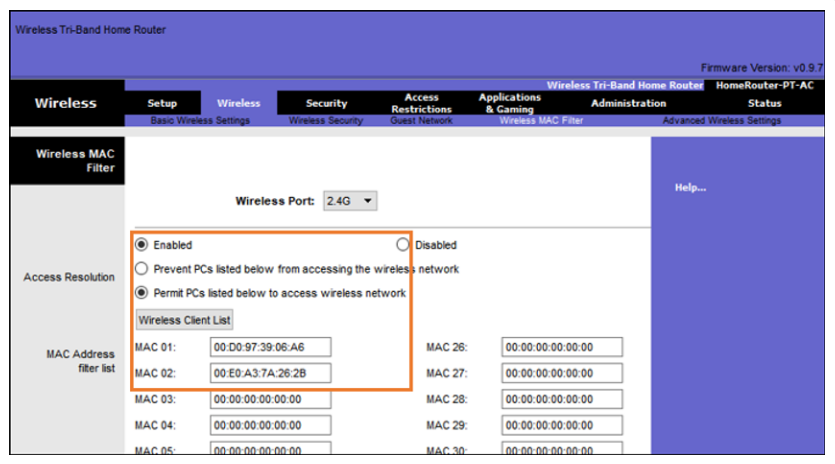 Wireless Tri-Band Home Router
Firmware Version: v0.9.7
Wireless Tri-Band Home Router HomeRouter-PT-AC
Wireless Setup Wireless Security Access Restrictions Applications & Gaming Administration Status
Basic Wireless Settings Wireless Security Guest Network Wireless MAC Filter Advanced Wireless Settings
Wireless MAC
Filter
Help...
Wireless Port: 2.4G
Enabled Disabled
Access Resolution
Prevent PCs listed below from accessing the wireless network
Permit PCs listed below to access wireless network
Wireless Client List
MAC Address
filter list
MAC 01: 00:D0:97:39:06:A6 MAC 26: 00:00:00:00:00:00
MAC 02: 00:E0:A3:7A:26:2B MAC 27: 00:00:00:00:00:00
MAC 03: 00:00:00:00:00:00 MAC 28: 00:00:00:00:00:00
MAC 04: 00:00:00:00:00:00 MAC 29: 00:00:00:00:00:00
MAC 05: 00:00:00:00:00:00 MAC 30: 00:00:00:00:00:00